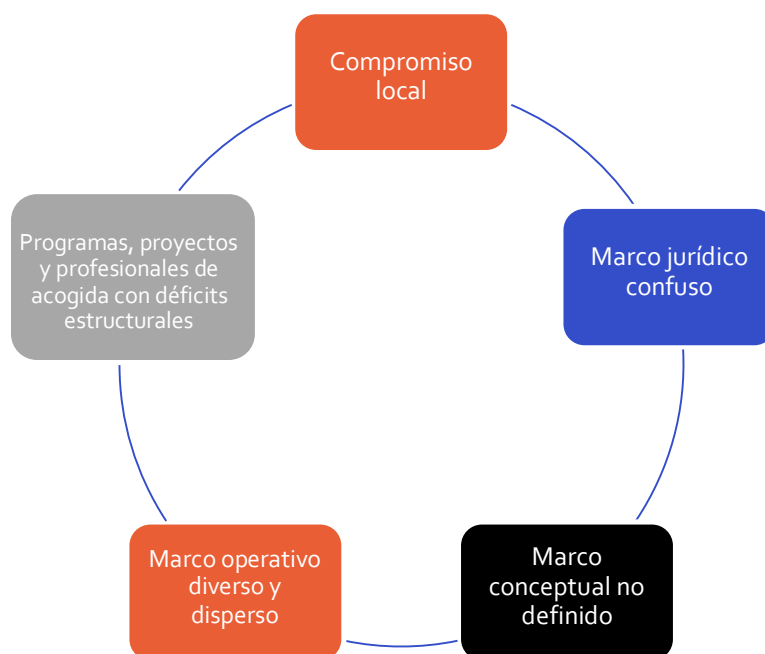 Compromiso
local
Marco jurídico
confuso
Marco
conceptual no
definido
Marco operativo
diverso y
disperso
Programas, proyectos
y profesionales de
acogida con déficits
estructurales